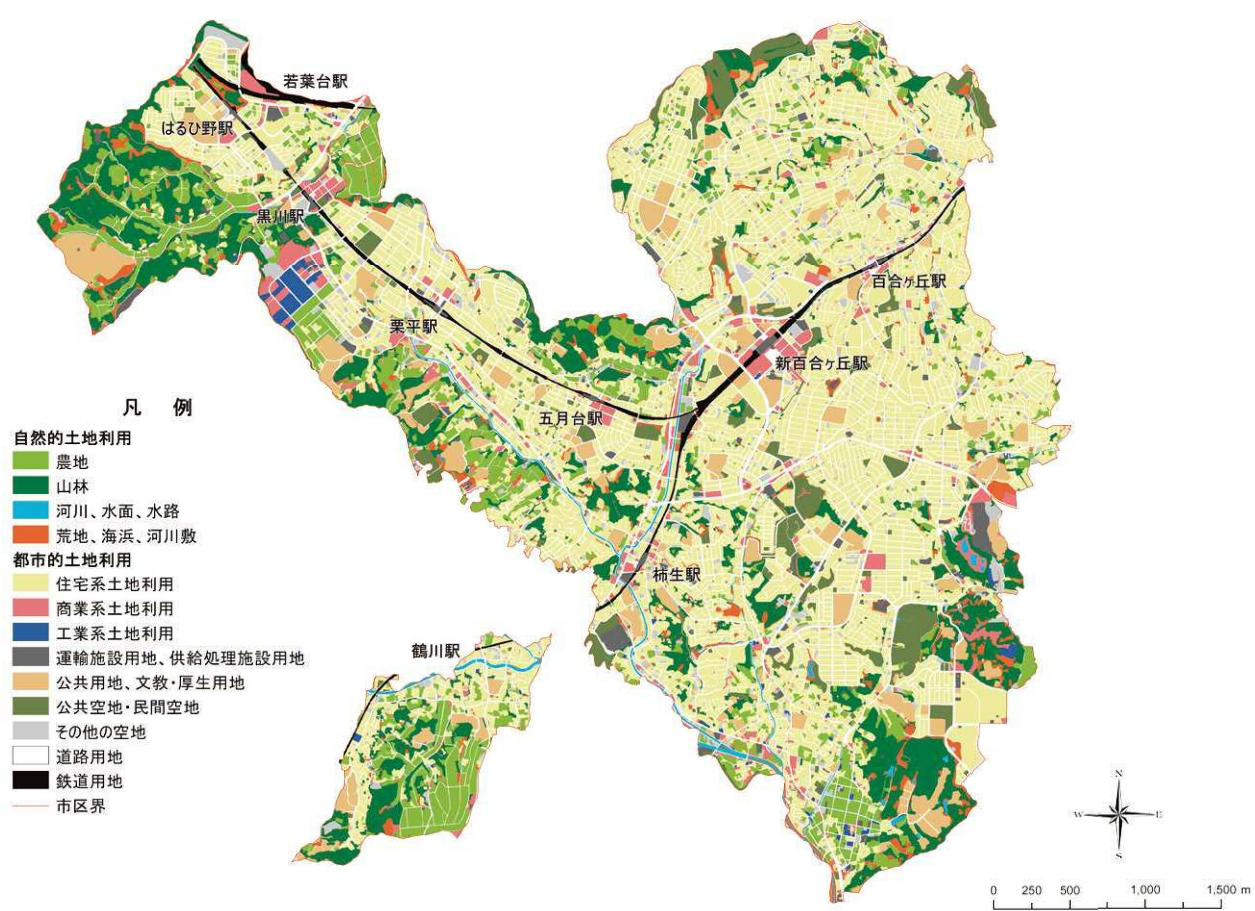 若葉台駅
はるひ野駅
黒川駅
百合ヶ丘駅
栗平駅
新百合ヶ丘駅
五月台駅
柿生駅
鶴川駅
凡 例
自然的土地利用
農地
山林
河川、水面、水路
荒地、海浜、河川敷
都市的土地利用
住宅系土地利用
商業系土地利用
工業系土地利用
運輸施設用地、供給処理施設用地
公共用地、文教・厚生用地
公共空地・民間空地
その他の空地
道路用地
鉄道用地
市区界
N
W E
S
0 250 500 1,000 1,500 m